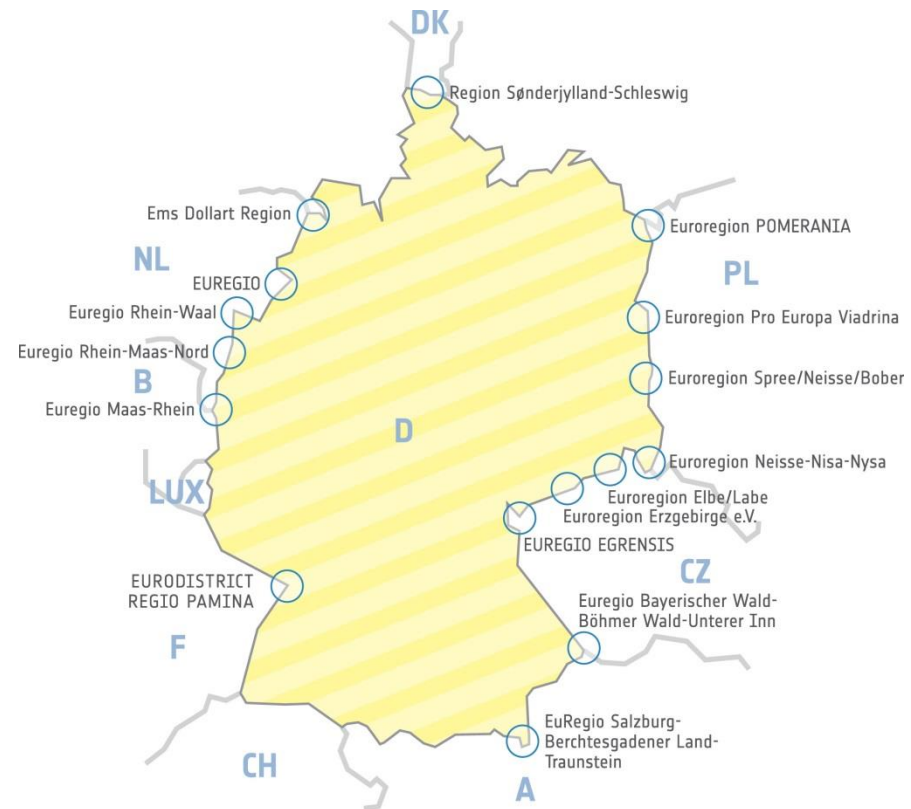 DK
Region Sønderjylland-Schleswig
Ems Dollart Region
Euroregion POMERANIA
NL
PL
EUREGIO
Euregio Rhein-Waal
Euroregion Pro Europa Viadrina
Euregio Rhein-Maas-Nord
B
Euroregion Spree/Neisse/Bober
Euregio Maas-Rhein
D
Euroregion Neisse-Nisa-Nysa
LUX
Euroregion Elbe/Labe
Euroregion Erzgebirge e.V.
EUREGIO EGRENSIS
CZ
EURODISTRICT
REGIO PAMINA
Euregio Bayerischer Wald-
Böhmer Wald-Unterer Inn
F
EuRegio Salzburg-
Berchtesgadener Land-
Traunstein
CH
A